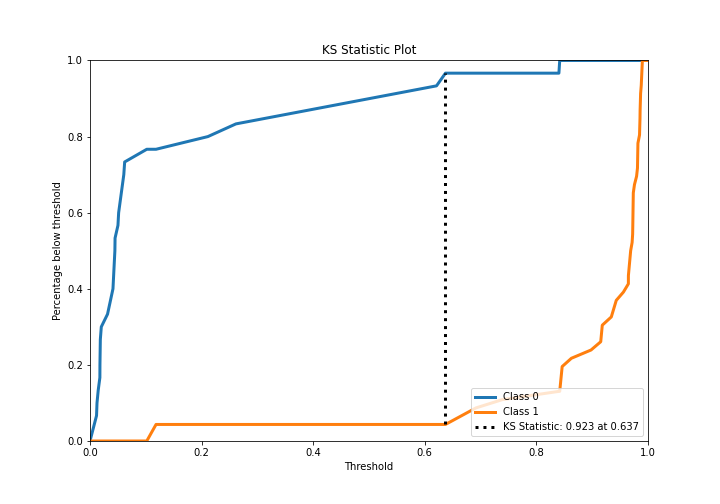 KS Statistic Plot
1.0
0.8
0.6
0.4
0.2
0.0
Percentage below threshold
Class 0
Class 1
KS Statistic: 0.923 at 0.637
0.0 0.2 0.4 0.6 0.8 1.0
Threshold